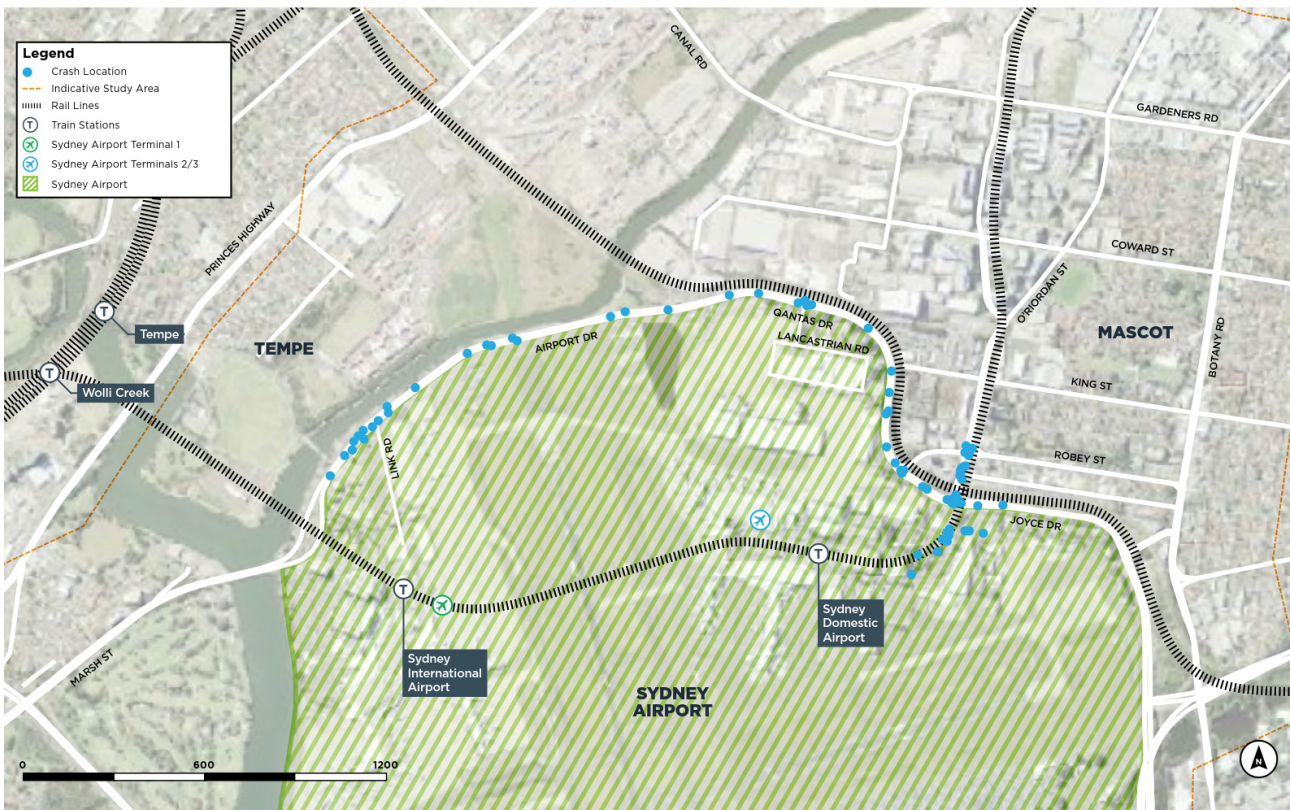 Legend
Crash Location
Indicative Study Area
Rail Lines
T
Train Stations
Sydney Airport Terminal 1
Sydney Airport Terminals 2/3
Sydney Airport
CANAL RD
GARDENERS RD
PRINCES HIGHWAY
COWARD ST
O'RIORDAN ST
BOTANY RD
MASCOT
T
Tempe
TEMPE
QANTAS DR
AIRPORT DR
LANCASTRIAN RD
T
Wolli Creek
KING ST
LINK RD
ROBEY ST
JOYCE DR
T
Sydney
Domestic
Airport
T
Sydney
International
Airport
MARSH ST
SYDNEY
AIRPORT
0
600
1200
N